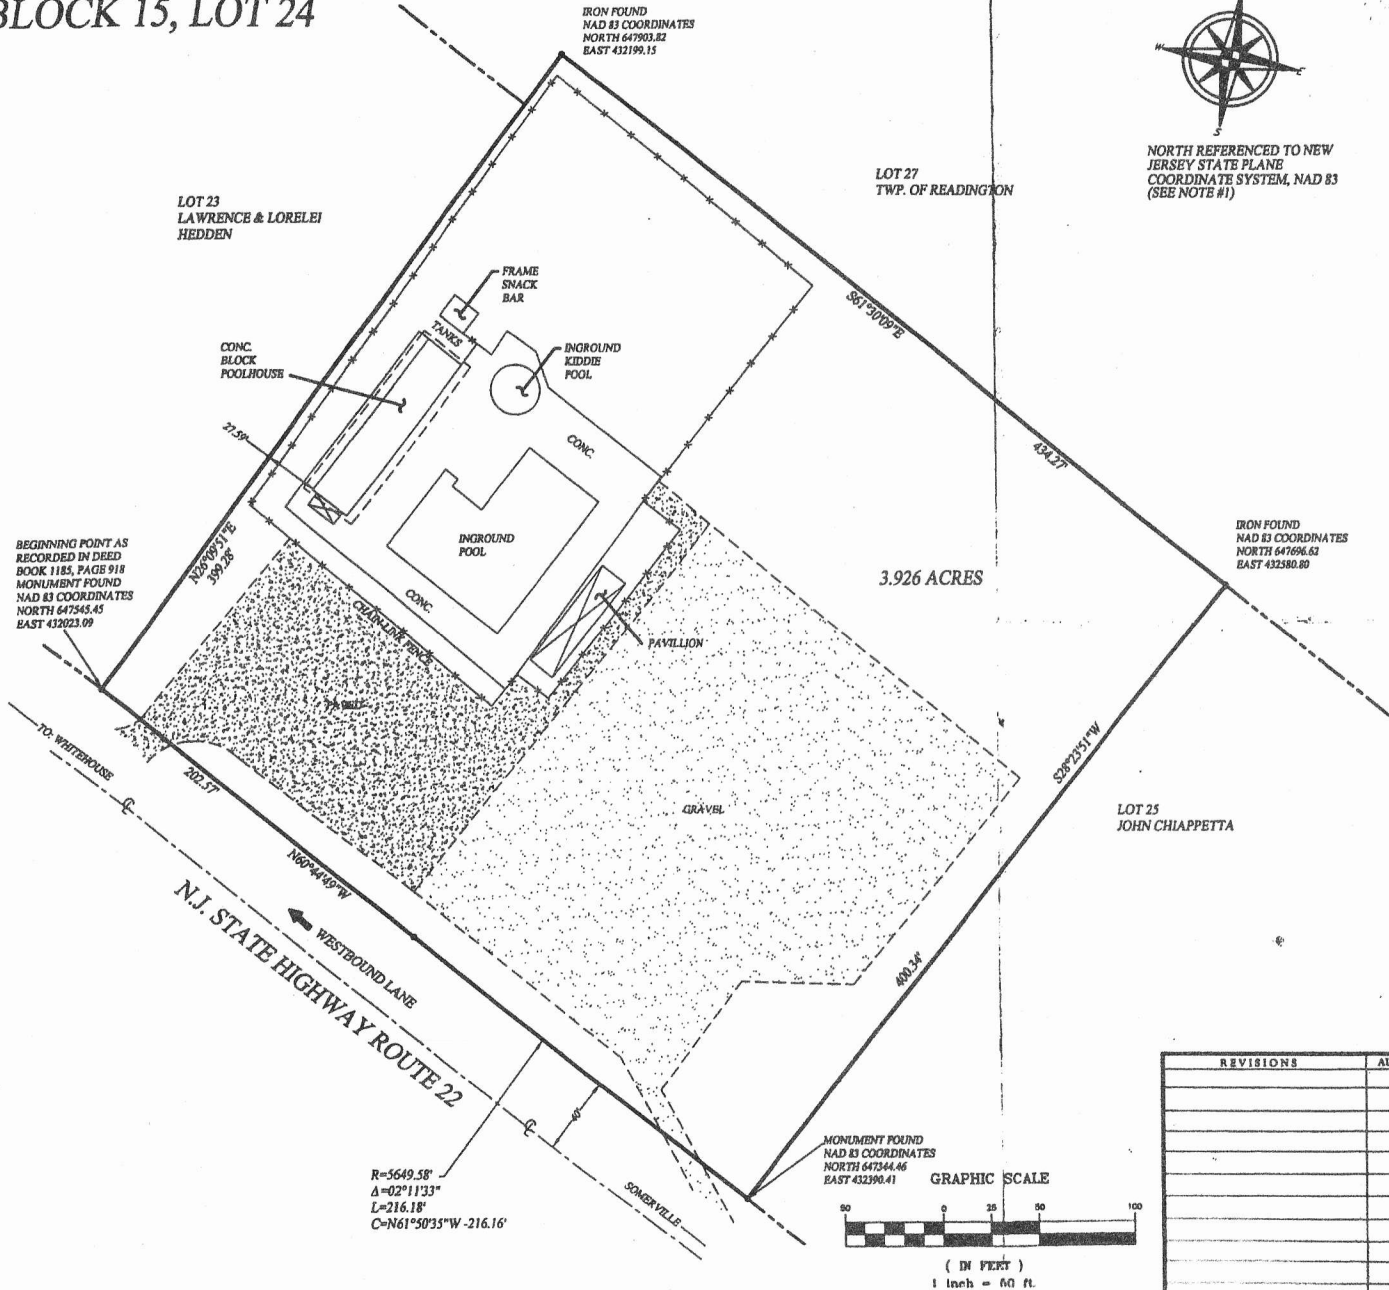 BLOCK 15, LOT 24
IRON FOUND
NAD 83 COORDINATES
NORTH 647903.82
EAST 432199.15
W
E
S
NORTH REFERENCED TO NEW
JERSEY STATE PLANE
COORDINATE SYSTEM, NAD 83
(SEE NOTE #1)
LOT 27
TWP. OF READINGTON
LOT 23
LAWRENCE & LORELEI
HEDDEN
FRAME
SNACK
BAR
TANKS
CONC.
BLOCK
POOLHOUSE
INGROUND
KIDDIE
POOL
S61°30'09"E
434.27'
27.59'
CONC.
INGROUND
POOL
CONC.
CHAIN-LINK FENCE
PAVILLION
3.926 ACRES
IRON FOUND
NAD 83 COORDINATES
NORTH 647696.62
EAST 432580.80
BEGINNING POINT AS
RECORDED IN DEED
BOOK 1185, PAGE 918
MONUMENT FOUND
NAD 83 COORDINATES
NORTH 647545.45
EAST 432023.09
N26°09'51"E
399.28'
S28°23'51"W
400.34'
LOT 25
JOHN CHIAPPETTA
GRAVEL
TO: WHITEHOUSE
202.57'
N60°44'49"W
WESTBOUND LANE
N.J. STATE HIGHWAY ROUTE 22
SOMERVILLE
R=5649.58'
Δ=02°11'33"
L=216.18'
C=N61°50'35"W -216.16'
MONUMENT FOUND
NAD 83 COORDINATES
NORTH 647344.46
EAST 432390.41
GRAPHIC SCALE
50 0 25 50 100
( IN FEET )
1 inch = 50 ft.
REVISIONS